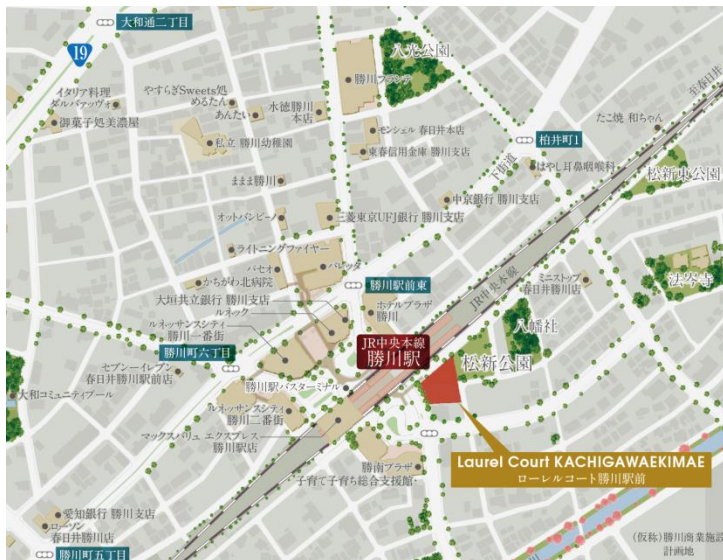 大和通二丁目
19
八光公園
勝川プランテ
イタリア料理
ダルパァッヴォ
御菓子処美濃屋
やすらぎSweets処
めるたん
あんたい
水徳勝川
本店
私立 勝川幼稚園
モンシェル 春日井本店
東春信用金庫 勝川支店
柏井町1
下街道
至春日井
たこ焼 和ちゃん
はやし耳鼻咽喉科
松新東公園
ままま勝川
中京銀行 勝川支店
オットバンビーノ
三菱東京UFJ銀行 勝川支店
ライトニングファイヤー
パセオ
パレッタ
かちがわ北病院
勝川駅前東
JR中央本線
ミニストップ
春日井勝川店
法岑寺
大垣共立銀行 勝川支店
ルネック
ルネッサンスシティ
勝川一番街
ホテルプラザ
勝川
八幡社
勝川町六丁目
JR中央本線
勝川駅
松新公園
セブンーイレブン
春日井勝川駅前店
勝川駅バスターミナル
大和コミュニティプール
ルネッサンスシティ
勝川二番街
マックスバリュ エクスプレス
勝川駅店
勝南プラザ
子育て子育ち総合支援館
Laurel Court KACHIGAWAEKIMAE
ローレルコート勝川駅前
愛知銀行 勝川支店
ローソン
春日井勝川店
勝川町五丁目
(仮称)勝川商業施設
計画地